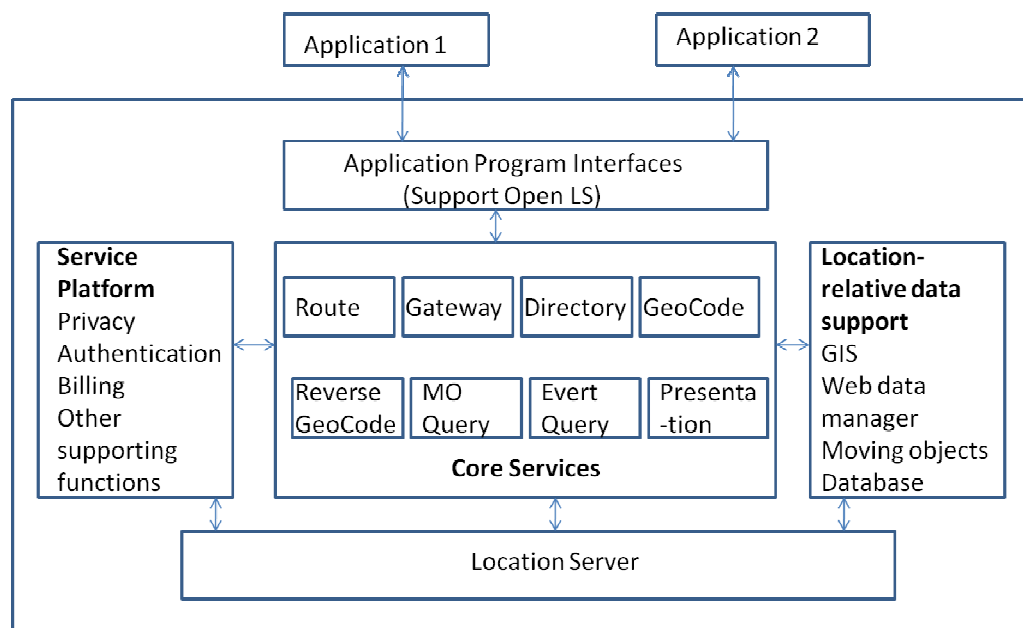 Application 1
Application 2
Application Program Interfaces
(Support Open LS)
Service
Platform
Privacy
Authentication
Billing
Other
supporting
functions
Route
Gateway
Directory
GeoCode
Reverse
GeoCode
MO
Query
Evert
Query
Presenta
-tion
Core Services
Location-
relative data
support
GIS
Web data
manager
Moving objects
Database
Location Server